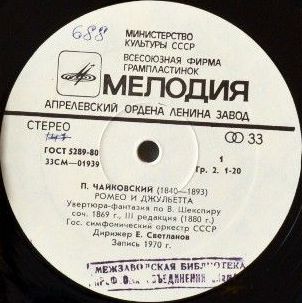 688
МИНИСТЕРСТВО
КУЛЬТУРЫ СССР
ВСЕСОЮЗНАЯ ФИРМА
ГРАМПЛАСТИНОК
МЕЛОДИЯ
АПРЕЛЕВСКИЙ ОРДЕНА ЛЕНИНА ЗАВОД
СТЕРЕО 33
ГОСТ 5289-80 1
33СМ—01939 Гр. 2. 1-20
П. ЧАЙКОВСКИЙ (1840—1893)
РОМЕО И ДЖУЛЬЕТТА
Увертюра-фантазия по В. Шекспиру
соч. 1869 г., III редакция (1880 г.)
Гос. симфонический оркестр СССР
Дирижер Е. Светланов
Запись 1970 г.
МЕЖЗАВОДСКАЯ БИБЛИОТЕКА